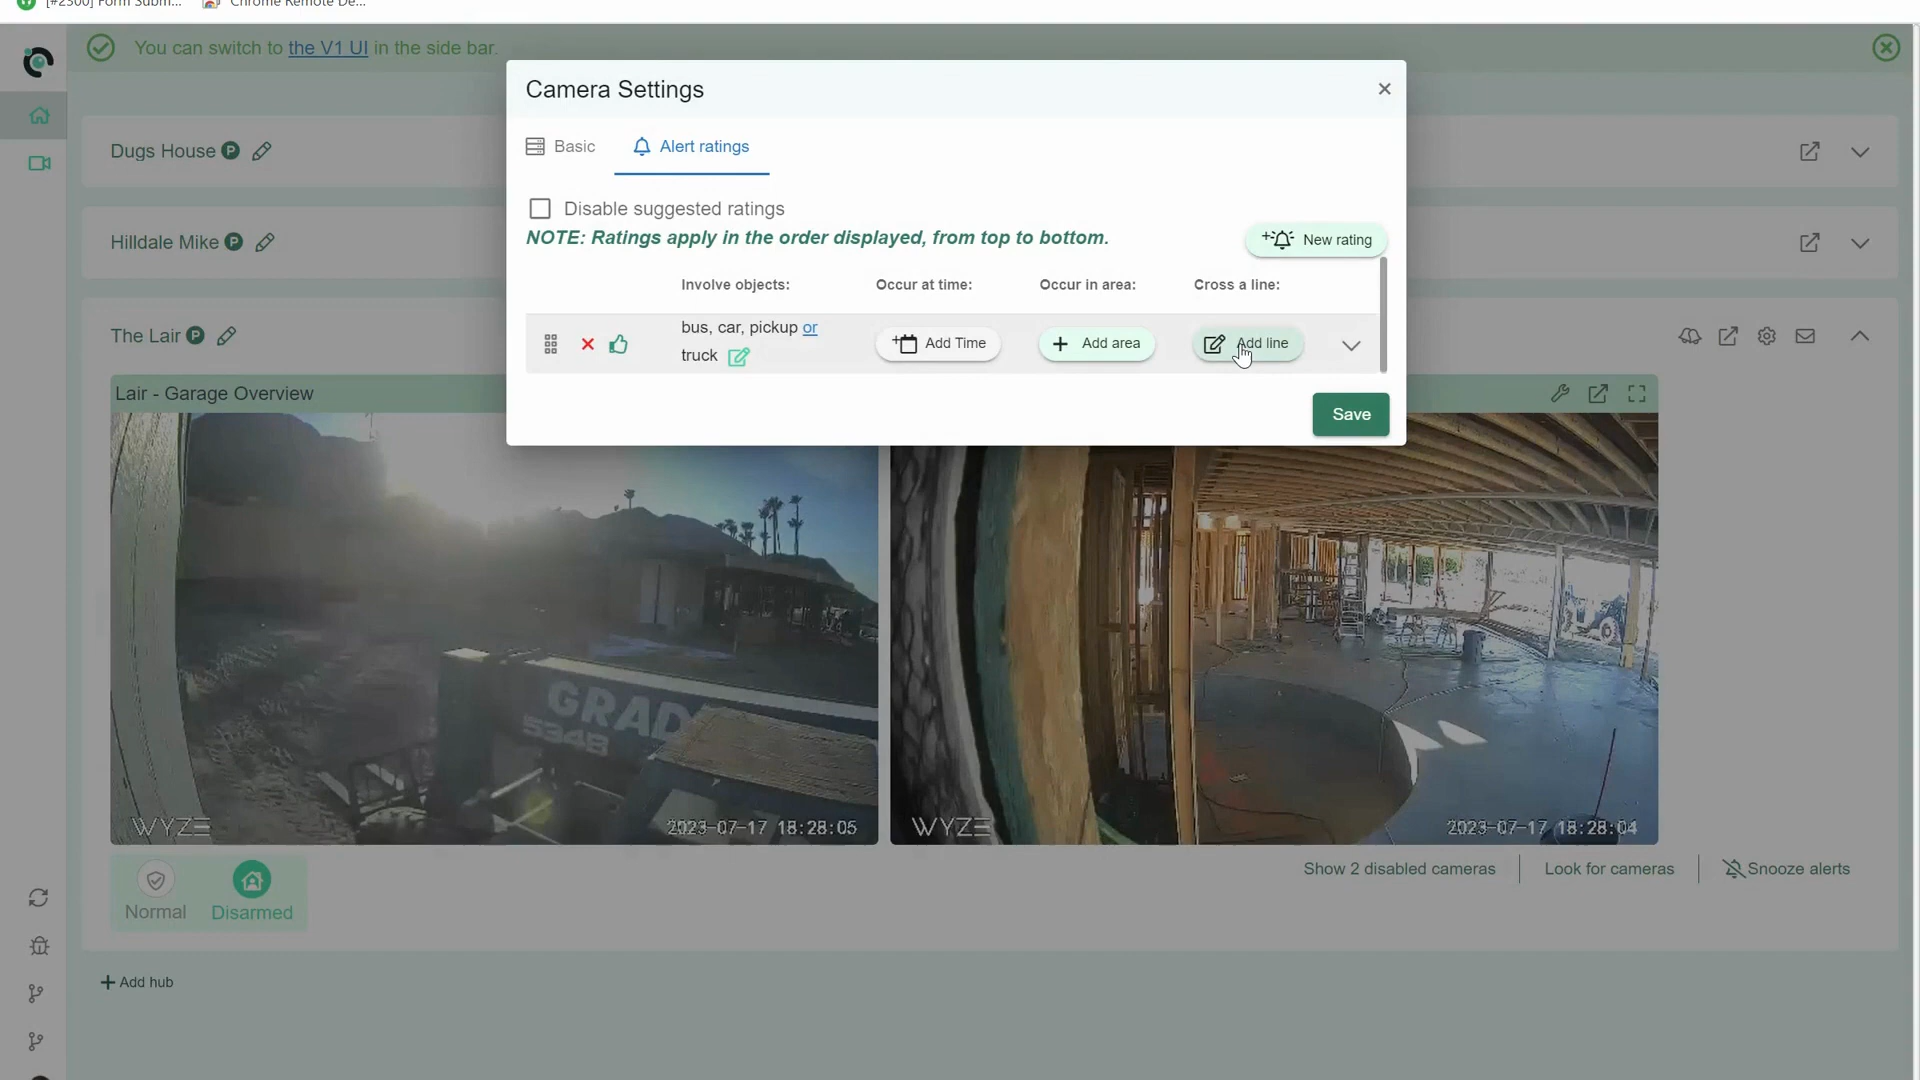 [#2300] Form Subm...
Chrome Remote De...
You can switch to the V1 UI in the side bar.
Camera Settings
Basic
Alert ratings
Dugs House P
Disable suggested ratings
NOTE: Ratings apply in the order displayed, from top to bottom.
New rating
Hilldale Mike P
Involve objects:
Occur at time:
Occur in area:
Cross a line:
The Lair P
bus, car, pickup or
truck
Add Time
Add area
Add line
Lair - Garage Overview
Save
GRAD
534B
WYZE
2023-07-17 18:28:05
WYZE
2023-07-17 18:28:04
Show 2 disabled cameras
Look for cameras
Snooze alerts
Normal
Disarmed
Add hub